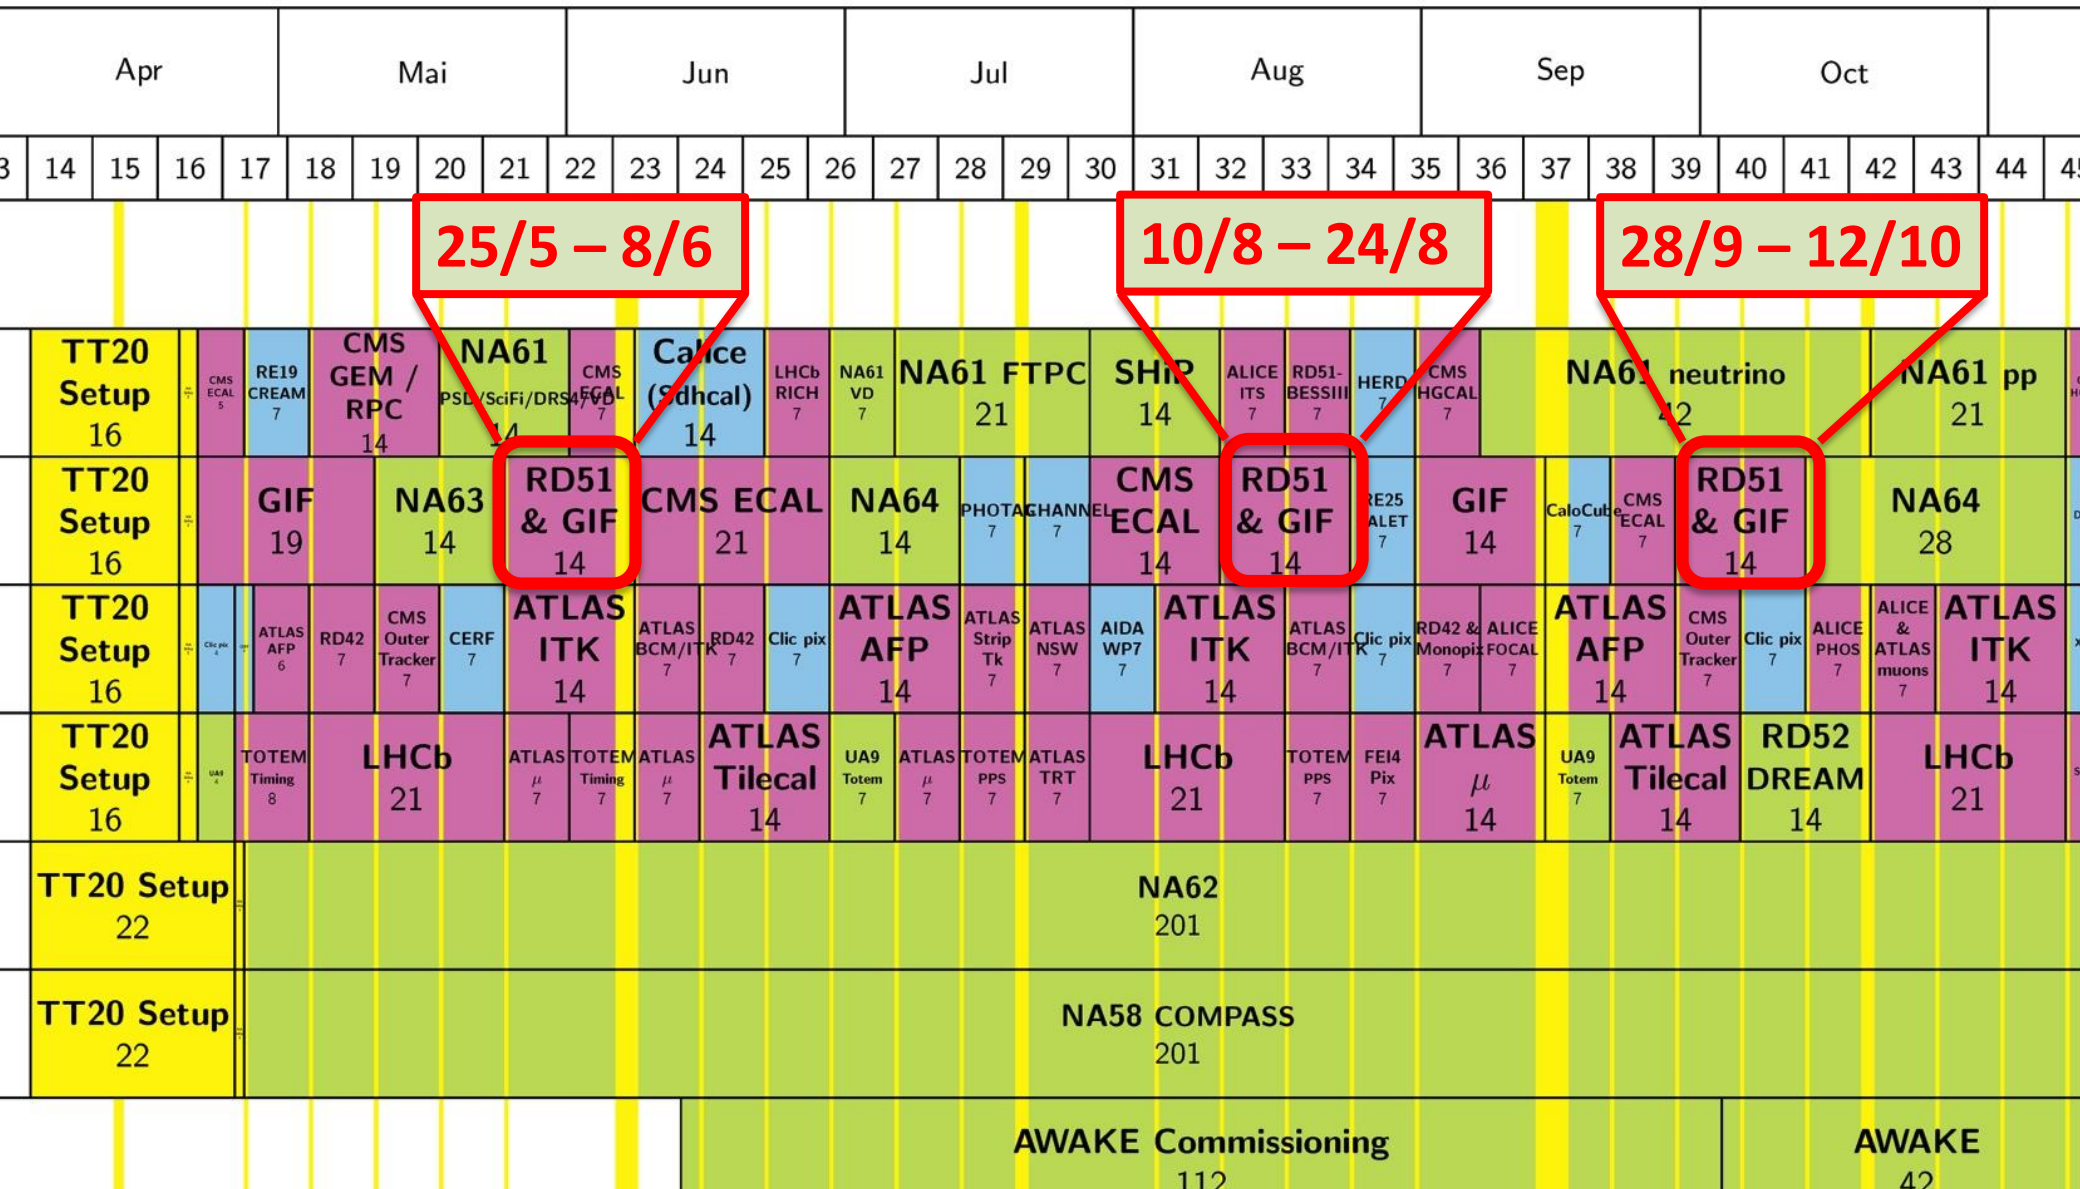 Apr Mai Jun Jul Aug Sep Oct
3 14 15 16 17 18 19 20 21 22 23 24 25 26 27 28 29 30 31 32 33 34 35 36 37 38 39 40 41 42 43 44 45
25/5 – 8/6
10/8 – 24/8
28/9 – 12/10
TT20
Setup
16
CMS
ECAL
5
RE19
CREAM
7
CMS
GEM /
RPC
14
NA61
PSD/SciFi/DRS4/VD
14
CMS
ECAL
7
Calice
(Sdhcal)
14
LHCb
RICH
7
NA61
VD
7
NA61 FTPC
21
SHiP
14
ALICE
ITS
7
RD51-
BESSIII
7
HERD
7
CMS
HGCAL
7
NA61 neutrino
42
NA61 pp
21
TT20
Setup
16
GIF
19
NA63
14
RD51
& GIF
14
CMS ECAL
21
NA64
14
PHOTAG
7
CHANNEL
7
CMS
ECAL
14
RD51
& GIF
14
RE25
CALET
7
GIF
14
CaloCube
7
CMS
ECAL
7
RD51
& GIF
14
NA64
28
TT20
Setup
16
Clic pix
4
ATLAS
AFP
6
RD42
7
CMS
Outer
Tracker
7
CERF
7
ATLAS
ITK
14
ATLAS
BCM/ITK
7
RD42
7
Clic pix
7
ATLAS
AFP
14
ATLAS
Strip
Tk
7
ATLAS
NSW
7
AIDA
WP7
7
ATLAS
ITK
14
ATLAS
BCM/ITK
7
Clic pix
7
RD42 &
Monopix
7
ALICE
FOCAL
7
ATLAS
AFP
14
CMS
Outer
Tracker
7
Clic pix
7
ALICE
PHOS
7
ALICE
&
ATLAS
muons
7
ATLAS
ITK
14
TT20
Setup
16
UA9
4
TOTEM
Timing
8
LHCb
21
ATLAS
μ
7
TOTEM
Timing
7
ATLAS
μ
7
ATLAS
Tilecal
14
UA9
Totem
7
ATLAS
μ
7
TOTEM
PPS
7
ATLAS
TRT
7
LHCb
21
TOTEM
PPS
7
FEI4
Pix
7
ATLAS
μ
14
UA9
Totem
7
ATLAS
Tilecal
14
RD52
DREAM
14
LHCb
21
TT20 Setup
22
NA62
201
TT20 Setup
22
NA58 COMPASS
201
AWAKE Commissioning
112
AWAKE
42